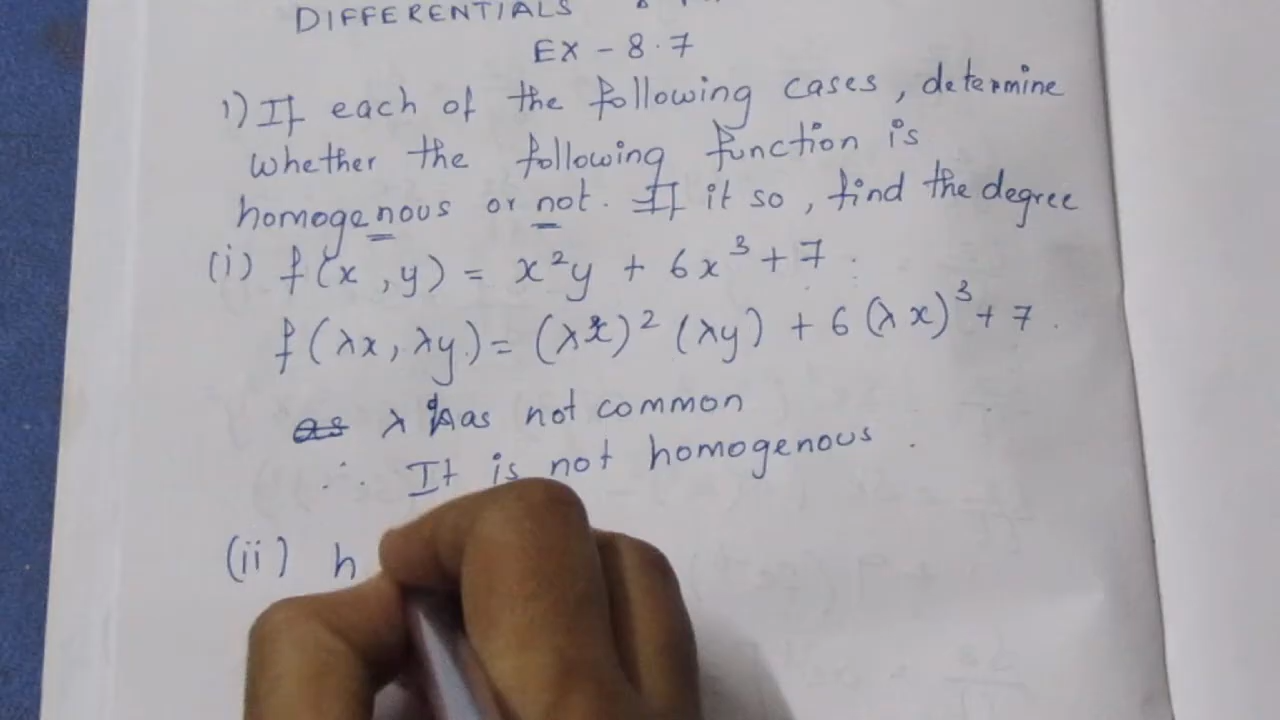 DIFFERENTIALS
EX - 8.7
1) If each of the following cases, determine
whether the following function is
homogenous or not. If it so, find the degree
(i) f(x, y) = x²y + 6x³ + 7.
f(λx, λy) = (λx)² (λy) + 6(λx)³ + 7.
λ has not common
∴ It is not homogenous.
(ii) h